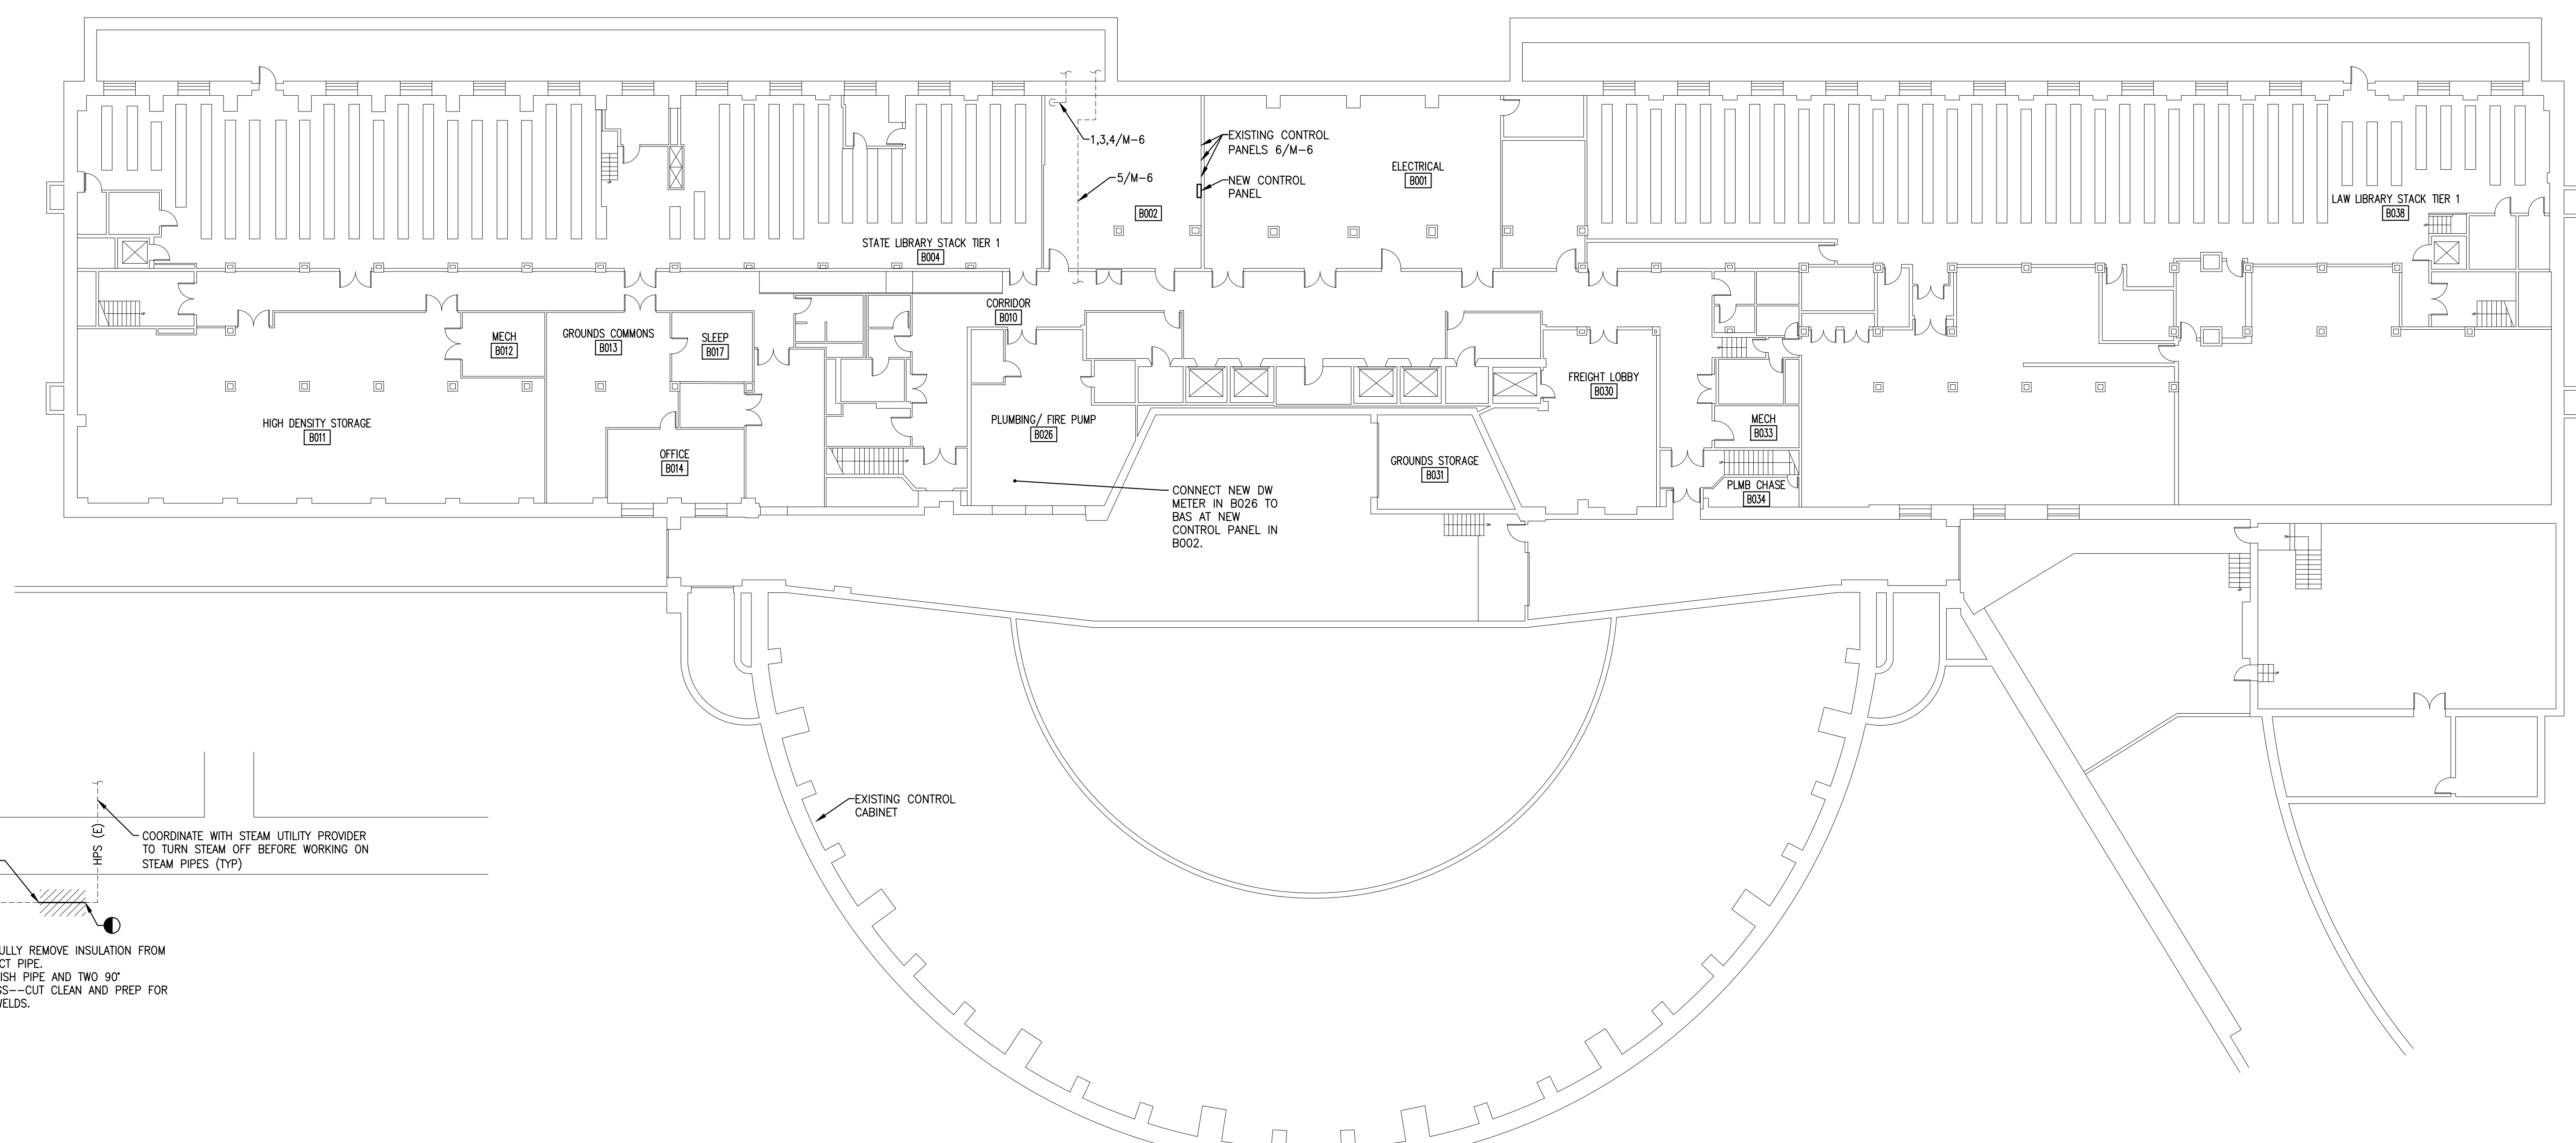 1,3,4/M-6
5/M-6
EXISTING CONTROL
PANELS 6/M-6
NEW CONTROL
PANEL
B002
ELECTRICAL
B001
LAW LIBRARY STACK TIER 1
B038
STATE LIBRARY STACK TIER 1
B004
CORRIDOR
B010
MECH
B012
GROUNDS COMMONS
B013
SLEEP
B017
HIGH DENSITY STORAGE
B011
OFFICE
B014
PLUMBING/ FIRE PUMP
B026
FREIGHT LOBBY
B030
MECH
B033
GROUNDS STORAGE
B031
PLMB CHASE
B034
CONNECT NEW DW
METER IN B026 TO
BAS AT NEW
CONTROL PANEL IN
B002.
EXISTING CONTROL
CABINET
HPS (E)
COORDINATE WITH STEAM UTILITY PROVIDER
TO TURN STEAM OFF BEFORE WORKING ON
STEAM PIPES (TYP)
ULLY REMOVE INSULATION FROM
CT PIPE.
ISH PIPE AND TWO 90°
GS--CUT CLEAN AND PREP FOR
WELDS.